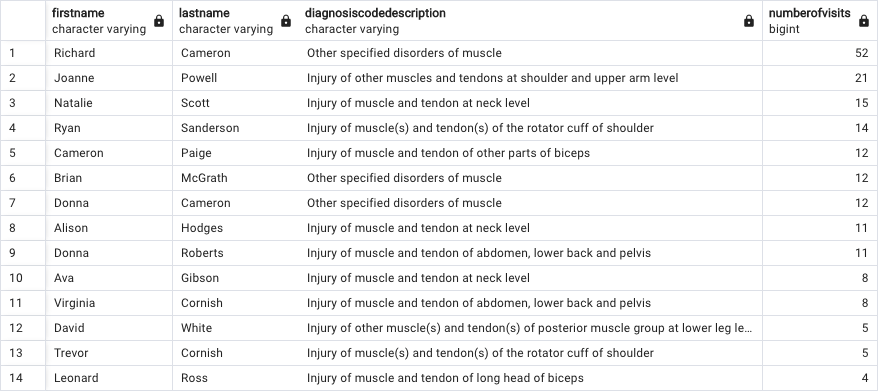 firstname lastname diagnosiscodedescription numberofvisits
character varying character varying character varying bigint
1 Richard Cameron Other specified disorders of muscle 52
2 Joanne Powell Injury of other muscles and tendons at shoulder and upper arm level 21
3 Natalie Scott Injury of muscle and tendon at neck level 15
4 Ryan Sanderson Injury of muscle(s) and tendon(s) of the rotator cuff of shoulder 14
5 Cameron Paige Injury of muscle and tendon of other parts of biceps 12
6 Brian McGrath Other specified disorders of muscle 12
7 Donna Cameron Other specified disorders of muscle 12
8 Alison Hodges Injury of muscle and tendon at neck level 11
9 Donna Roberts Injury of muscle and tendon of abdomen, lower back and pelvis 11
10 Ava Gibson Injury of muscle and tendon at neck level 8
11 Virginia Cornish Injury of muscle and tendon of abdomen, lower back and pelvis 8
12 David White Injury of other muscle(s) and tendon(s) of posterior muscle group at lower leg le... 5
13 Trevor Cornish Injury of muscle(s) and tendon(s) of the rotator cuff of shoulder 5
14 Leonard Ross Injury of muscle and tendon of long head of biceps 4